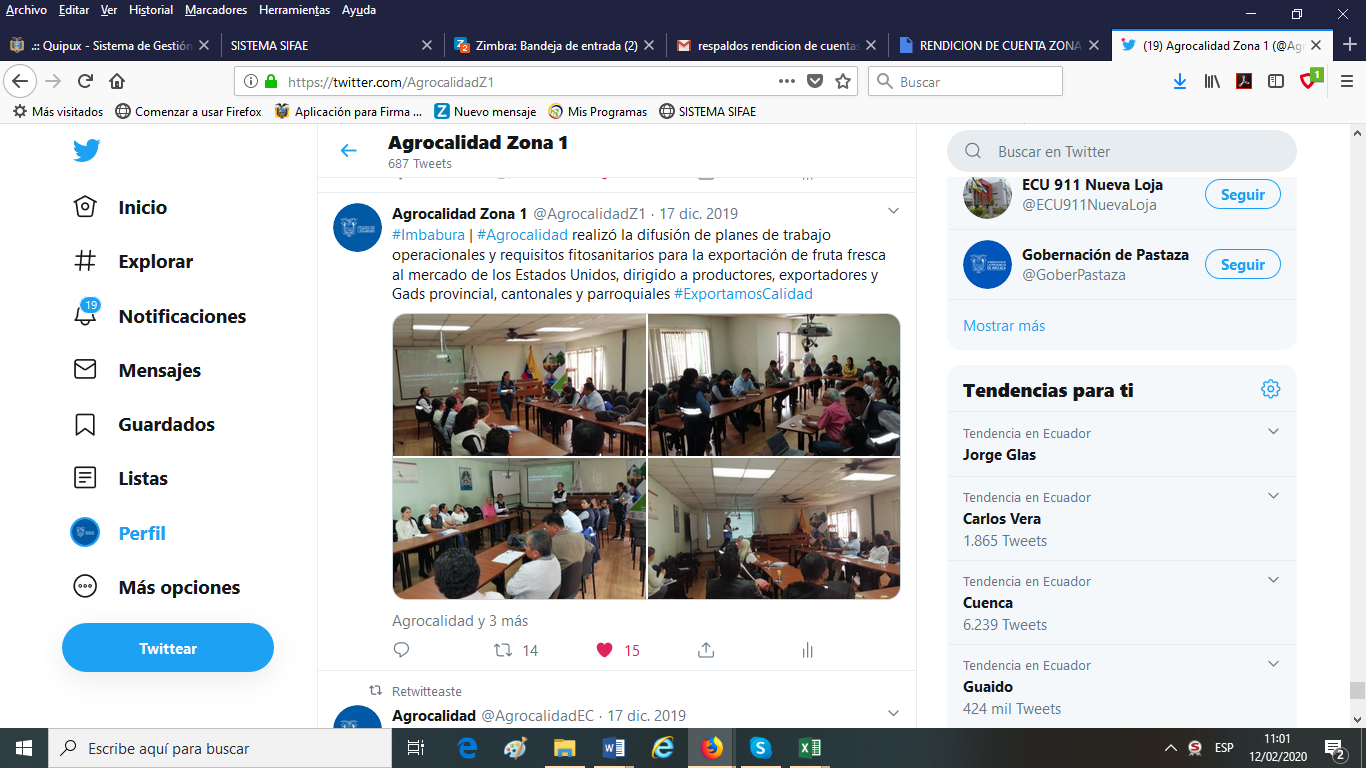 Archivo Editar Ver Historial Marcadores Herramientas Ayuda
.:: Quipux - Sistema de Gestión
SISTEMA SIFAE
Zimbra: Bandeja de entrada (2)
respaldos rendicion de cuentas
RENDICION DE CUENTA ZONA
(19) Agrocalidad Zona 1 (@Agr
https://twitter.com/AgrocalidadZ1
Buscar
1
Más visitados
Comenzar a usar Firefox
Aplicación para Firma ...
Nuevo mensaje
Mis Programas
SISTEMA SIFAE
Inicio
Explorar
19
Notificaciones
Mensajes
Guardados
Listas
Perfil
Más opciones
Twittear
Agrocalidad Zona 1
687 Tweets
Agrocalidad Zona 1 @AgrocalidadZ1 · 17 dic. 2019
#Imbabura | #Agrocalidad realizó la difusión de planes de trabajo
operacionales y requisitos fitosanitarios para la exportación de fruta fresca
al mercado de los Estados Unidos, dirigido a productores, exportadores y
Gads provincial, cantonales y parroquiales #ExportamosCalidad
Agrocalidad y 3 más
14
15
Retwitteaste
Agrocalidad @AgrocalidadEC · 17 dic. 2019
Buscar en Twitter
ECU 911 Nueva Loja
@ECU911NuevaLoja
Seguir
Gobernación de Pastaza
@GoberPastaza
Seguir
Mostrar más
Tendencias para ti
Tendencia en Ecuador
Jorge Glas
Tendencia en Ecuador
Carlos Vera
1.865 Tweets
Tendencia en Ecuador
Cuenca
6.239 Tweets
Tendencia en Ecuador
Guaido
424 mil Tweets
Escribe aquí para buscar
ESP
11:01
12/02/2020
2